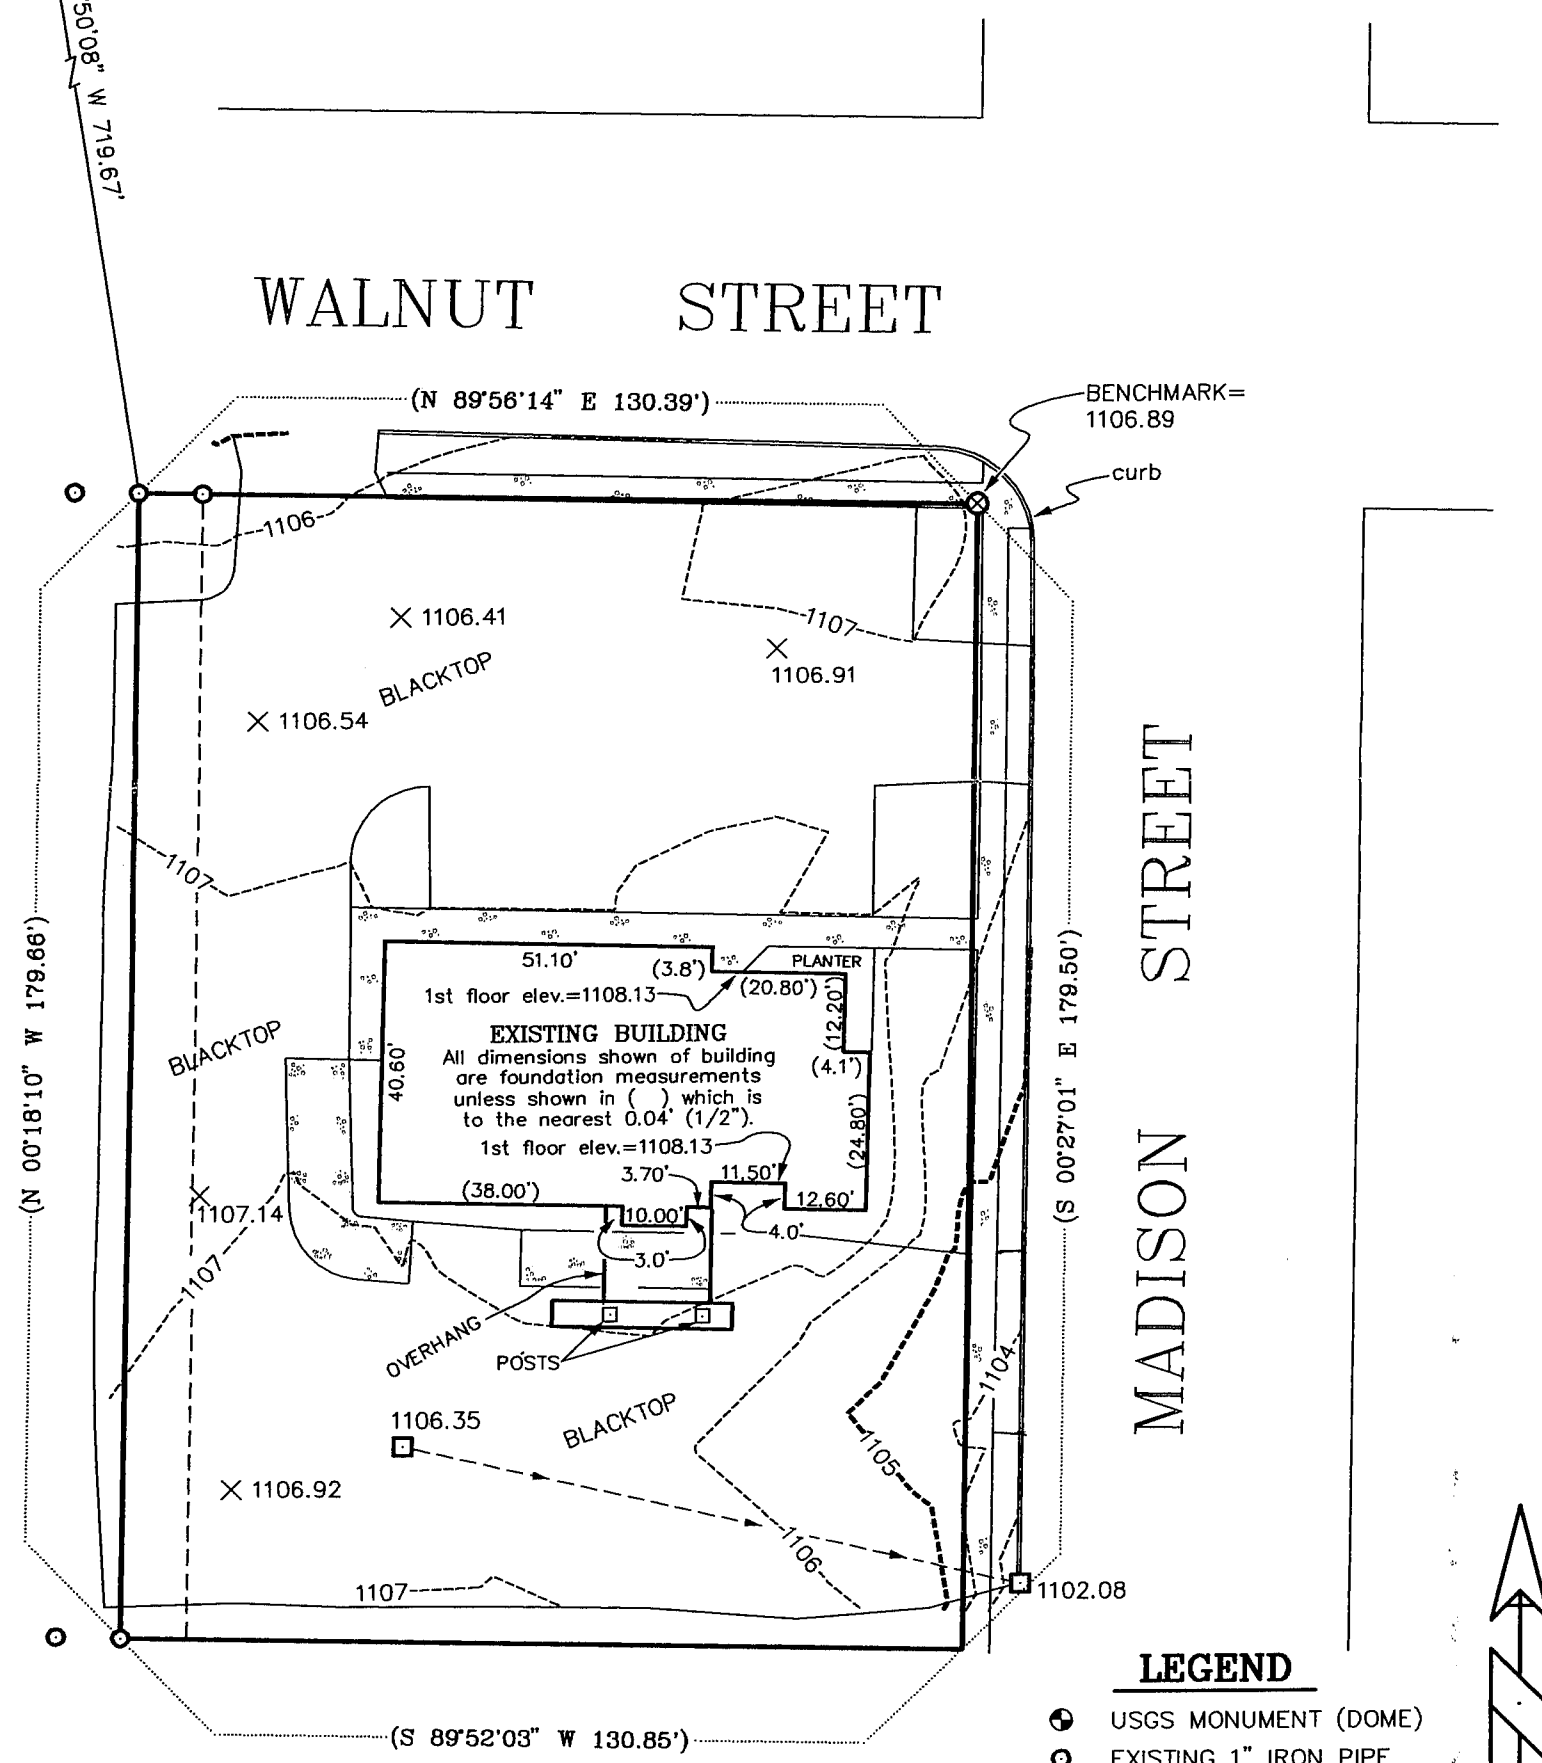 50'08" W 719.67'
WALNUT STREET
(N 89°56'14" E 130.39')
BENCHMARK=
1106.89
curb
1106
1106.41
1107
1106.91
BLACKTOP
1106.54
1107
(N 00°18'10" W 179.66')
(S 00°27'01" E 179.50')
MADISON STREET
51.10'
(3.8')
PLANTER
1st floor elev.=1108.13
(20.80')
(12.20')
EXISTING BUILDING
All dimensions shown of building
are foundation measurements
unless shown in ( ) which is
to the nearest 0.04' (1/2").
(4.1')
40.60'
BLACKTOP
1st floor elev.=1108.13
(24.80')
3.70'
11.50'
(38.00')
12.60'
10.00'
4.0'
3.0'
1107.14
1107
OVERHANG
POSTS
1104
1106.35
BLACKTOP
1105
1106.92
1106
1107
1102.08
LEGEND
USGS MONUMENT (DOME)
EXISTING 1" IRON PIPE
(S 89°52'03" W 130.85')